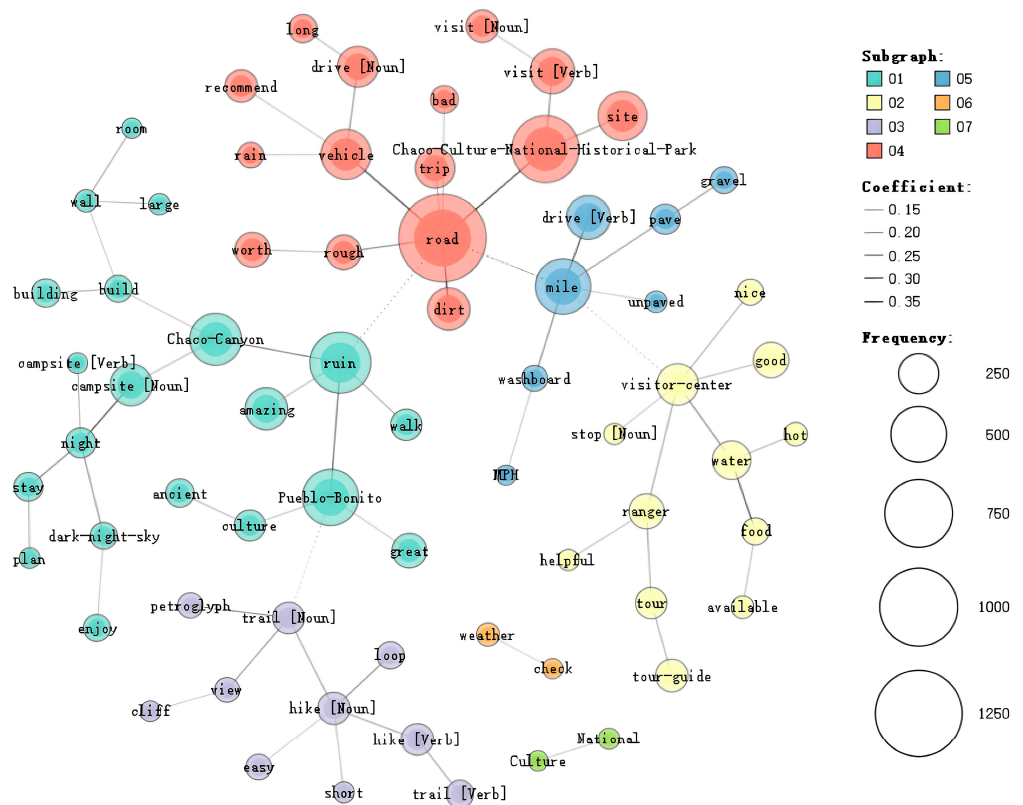 long
visit [Noun]
drive [Noun]
visit [Verb]
recommend
bad
site
room
rain
vehicle
Chaco-Culture-National-Historical-Park
trip
gravel
wall
large
drive [Verb]
pave
road
worth
rough
building
build
mile
unpaved
nice
dirt
Chaco-Canyon
campsite [Verb]
ruin
good
campsite [Noun]
washboard
visitor-center
amazing
walk
stop [Noun]
hot
night
water
MPH
stay
ancient
Pueblo-Bonito
culture
ranger
dark-night-sky
food
plan
great
helpful
petroglyph
trail [Noun]
tour
available
enjoy
weather
loop
check
tour-guide
view
cliff
hike [Noun]
hike [Verb]
National
easy
Culture
short
trail [Verb]
Subgraph:
01
05
02
06
03
07
04
Coefficient:
0.15
0.20
0.25
0.30
0.35
Frequency:
250
500
750
1000
1250